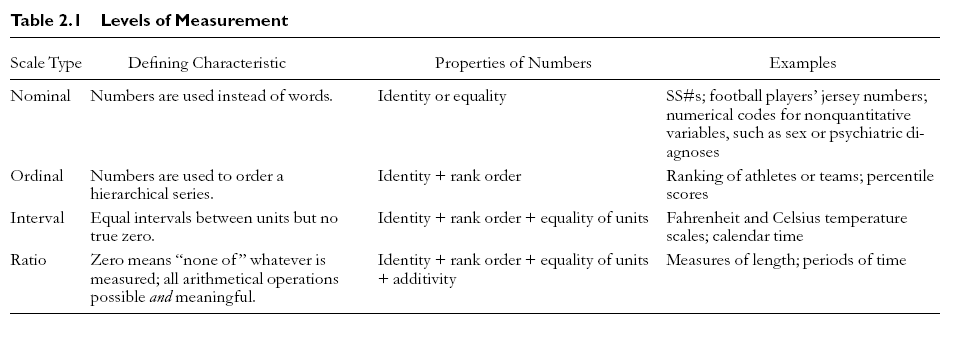 Table 2.1 Levels of Measurement
Scale Type Defining Characteristic Properties of Numbers Examples
Nominal Numbers are used instead of words. Identity or equality SS#s; football players’ jersey numbers;
numerical codes for nonquantitative
variables, such as sex or psychiatric di-
agnoses
Ordinal Numbers are used to order a Identity + rank order Ranking of athletes or teams; percentile
hierarchical series. scores
Interval Equal intervals between units but no Identity + rank order + equality of units Fahrenheit and Celsius temperature
true zero. scales; calendar time
Ratio Zero means “none of” whatever is Identity + rank order + equality of units Measures of length; periods of time
measured; all arithmetical operations + additivity
possible and meaningful.